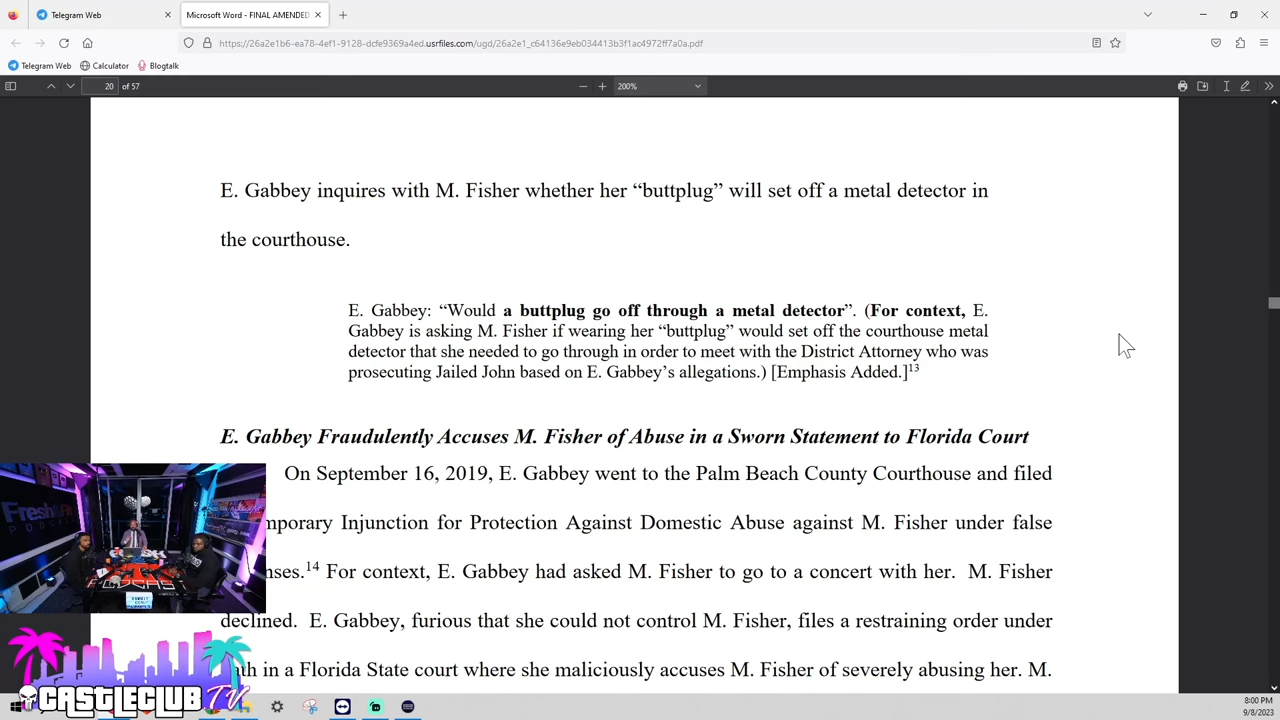 Telegram Web
Microsoft Word - FINAL AMENDED
https://26a2e1b6-ea78-4ef1-9128-dcfe9369a4ed.usrfiles.com/ugd/26a2e1_c64136eeb034413b3f1ac4972ff7a0a.pdf
Telegram Web Calculator Blogtalk
20 of 57 200%
E. Gabbey inquires with M. Fisher whether her “buttplug” will set off a metal detector in
the courthouse.
E. Gabbey: “Would a buttplug go off through a metal detector”. (For context, E.
Gabbey is asking M. Fisher if wearing her “buttplug” would set off the courthouse metal
detector that she needed to go through in order to meet with the District Attorney who was
prosecuting Jailed John based on E. Gabbey’s allegations.) [Emphasis Added.]13
E. Gabbey Fraudulently Accuses M. Fisher of Abuse in a Sworn Statement to Florida Court
On September 16, 2019, E. Gabbey went to the Palm Beach County Courthouse and filed
mporary Injunction for Protection Against Domestic Abuse against M. Fisher under false
nses.14 For context, E. Gabbey had asked M. Fisher to go to a concert with her. M. Fisher
declined. E. Gabbey, furious that she could not control M. Fisher, files a restraining order under
th in a Florida State court where she maliciously accuses M. Fisher of severely abusing her. M.
CASTLECLUB TV
8:00 PM
9/8/2023